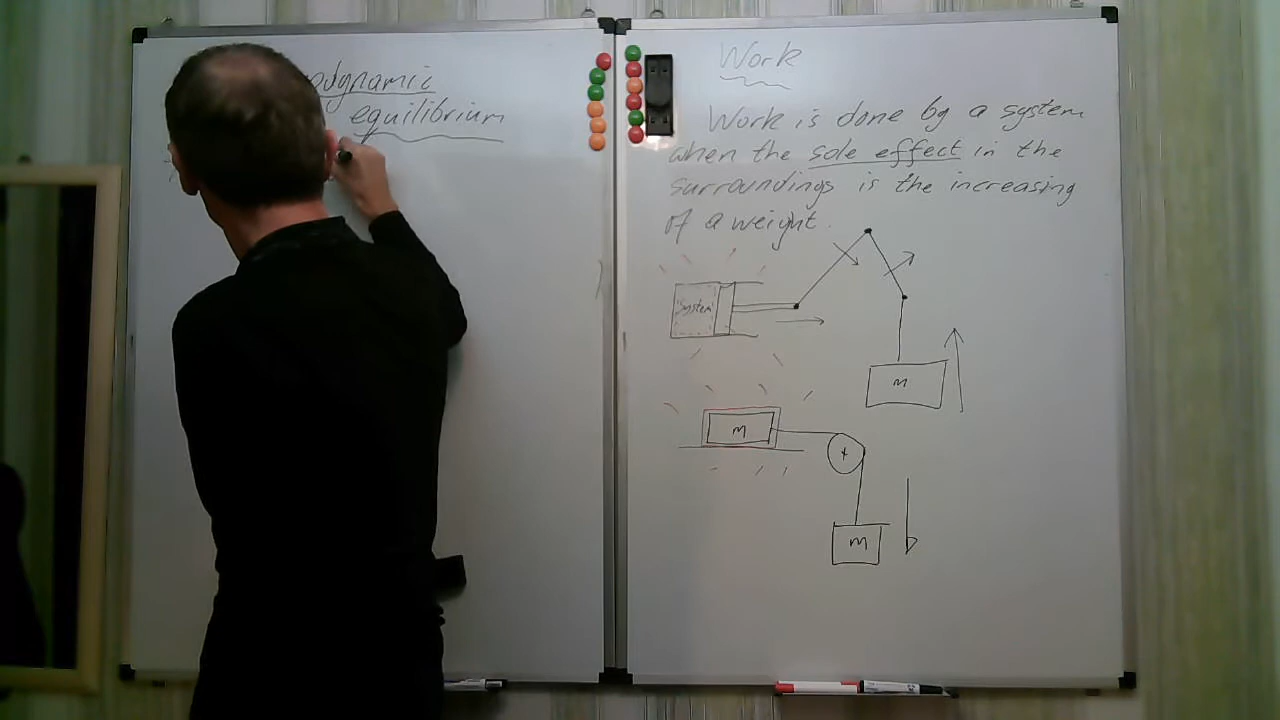 odynamic
equilibrium
Work
Work is done by a system
when the sole effect in the
surroundings is the increasing
of a weight.
System
m
m
m